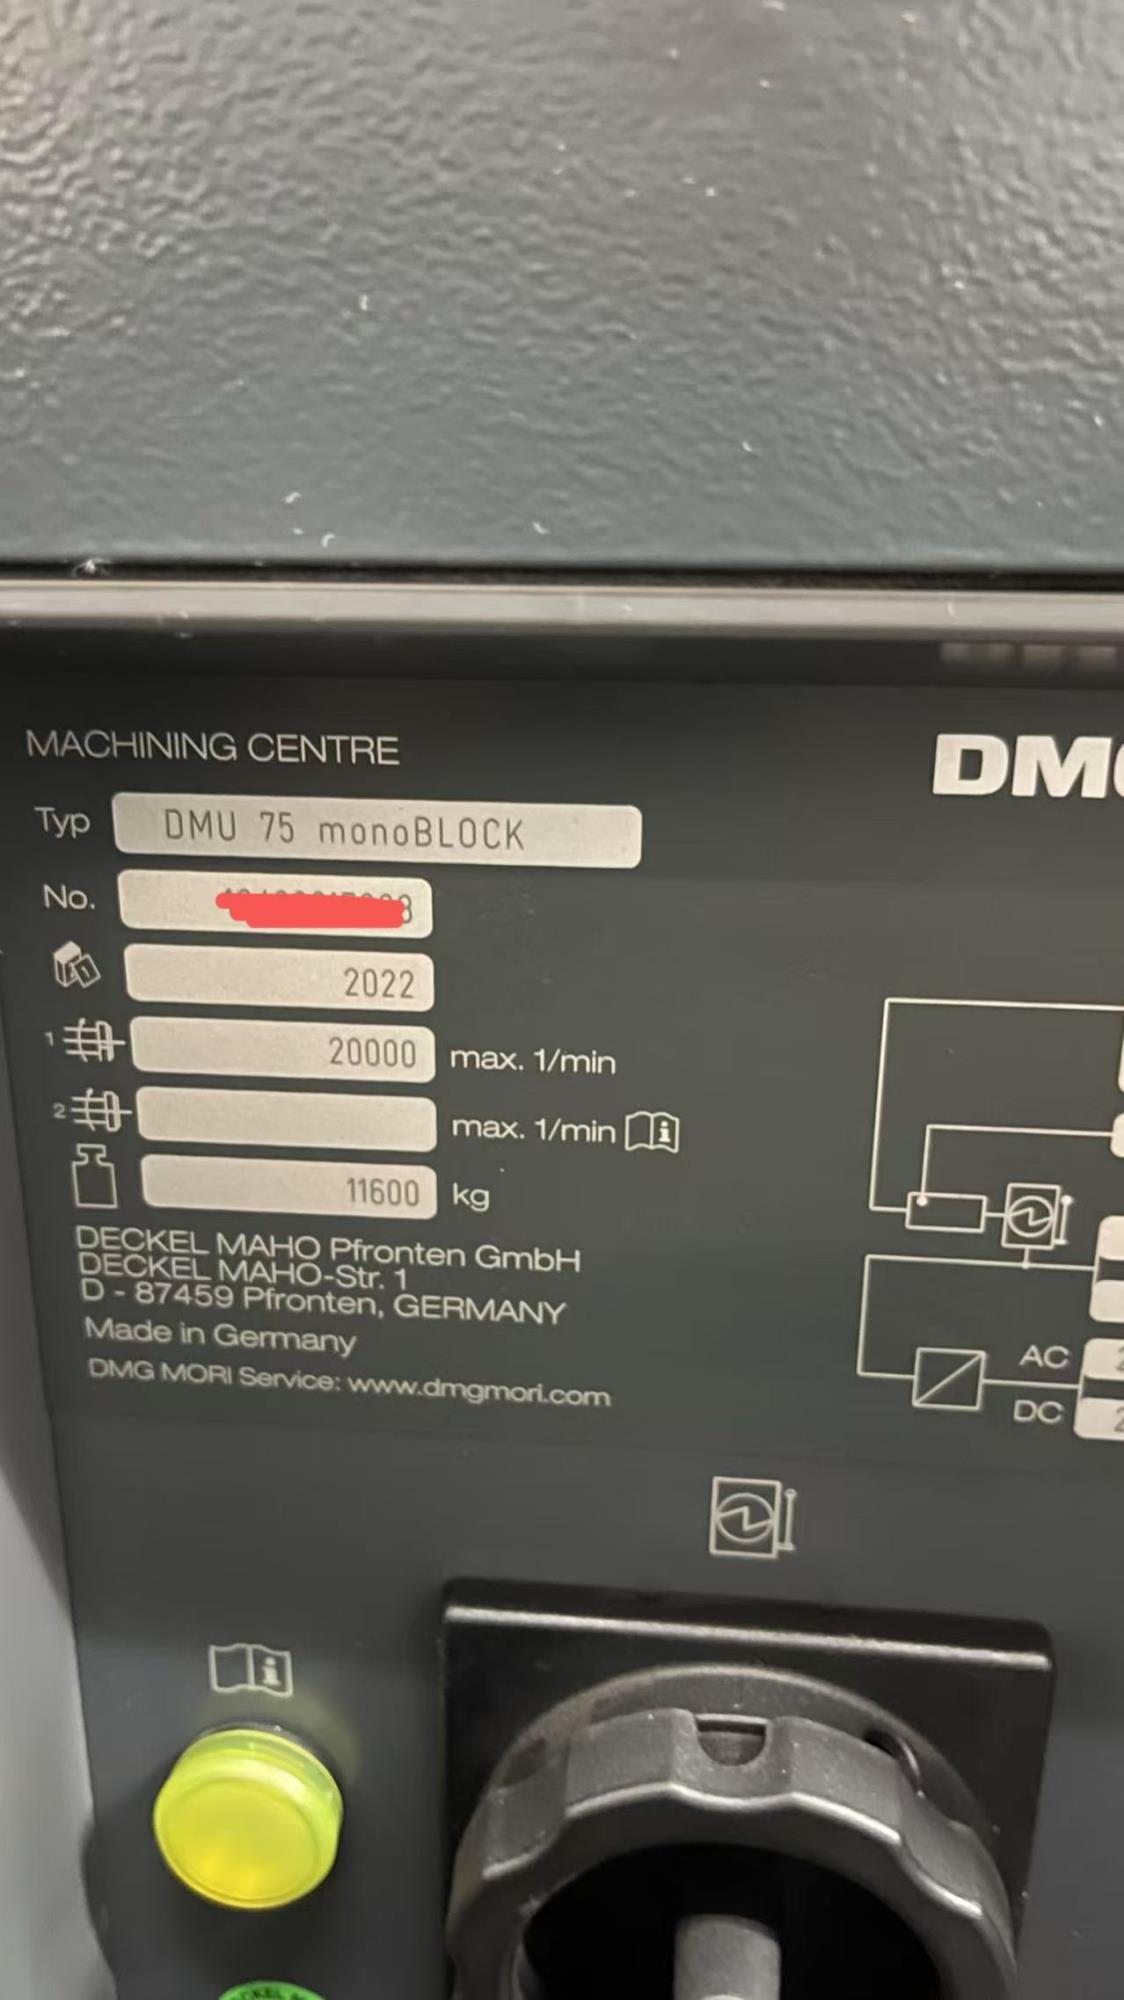 MACHINING CENTRE
DM
Typ DMU 75 monoBLOCK
No.
2022
1 20000 max. 1/min
2 max. 1/min
11600 kg
DECKEL MAHO Pfronten GmbH
DECKEL MAHO-Str. 1
D - 87459 Pfronten, GERMANY
Made in Germany
DMG MORI Service: www.dmgmori.com
AC
DC